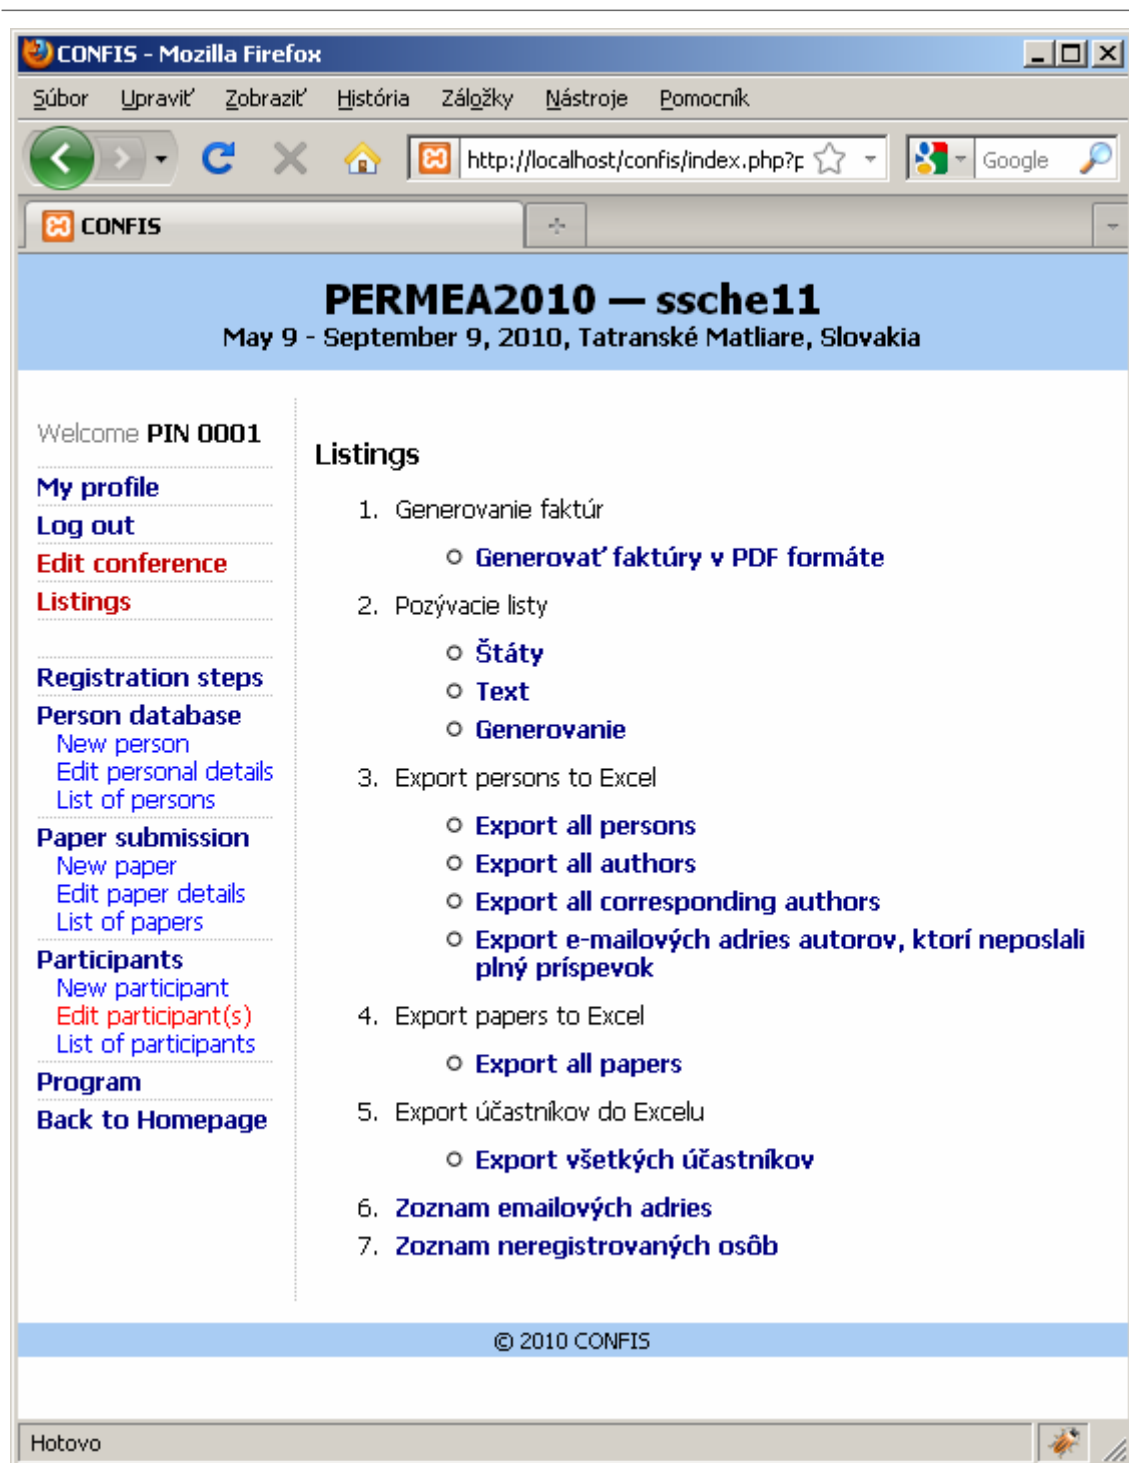 CONFIS - Mozilla Firefox
Súbor Upraviť Zobraziť História Záložky Nástroje Pomocník
http://localhost/confis/index.php?p Google
CONFIS
PERMEA2010 — ssche11
May 9 - September 9, 2010, Tatranské Matliare, Slovakia
Welcome PIN 0001
My profile
Log out
Edit conference
Listings
Registration steps
Person database
New person
Edit personal details
List of persons
Paper submission
New paper
Edit paper details
List of papers
Participants
New participant
Edit participant(s)
List of participants
Program
Back to Homepage
Listings
1. Generovanie faktúr
Generovať faktúry v PDF formáte
2. Pozývacie listy
Štáty
Text
Generovanie
3. Export persons to Excel
Export all persons
Export all authors
Export all corresponding authors
Export e-mailových adries autorov, ktorí neposlali
plný príspevok
4. Export papers to Excel
Export all papers
5. Export účastníkov do Excelu
Export všetkých účastníkov
6. Zoznam emailových adries
7. Zoznam neregistrovaných osôb
© 2010 CONFIS
Hotovo